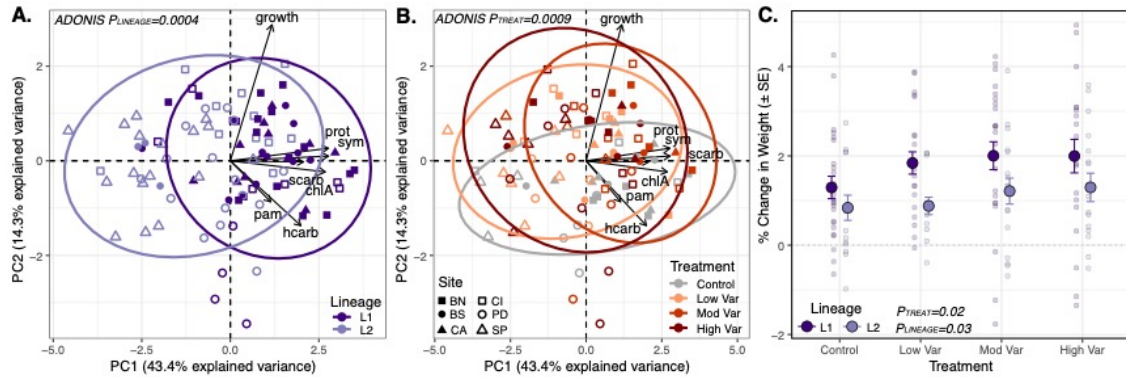 A.
ADONIS PLINEAGE=0.0004
growth
prot
sym
scarb
chlA
pam
hcarb
Lineage
L1
L2
2
0
−2
−5.0
−2.5
0.0
2.5
PC1 (43.4% explained variance)
PC2 (14.3% explained variance)
B.
ADONIS PTREAT=0.0009
growth
prot
sym
scarb
chlA
pam
hcarb
Site
BN CI
BS PD
CA SP
Treatment
Control
Low Var
Mod Var
High Var
2
0
−2
−5.0
−2.5
0.0
2.5
5.0
PC1 (43.4% explained variance)
PC2 (14.3% explained variance)
C.
% Change in Weight (± SE)
4
2
0
−2
Lineage
L1 L2
PTREAT=0.02
PLINEAGE=0.03
Control
Low Var
Mod Var
High Var
Treatment